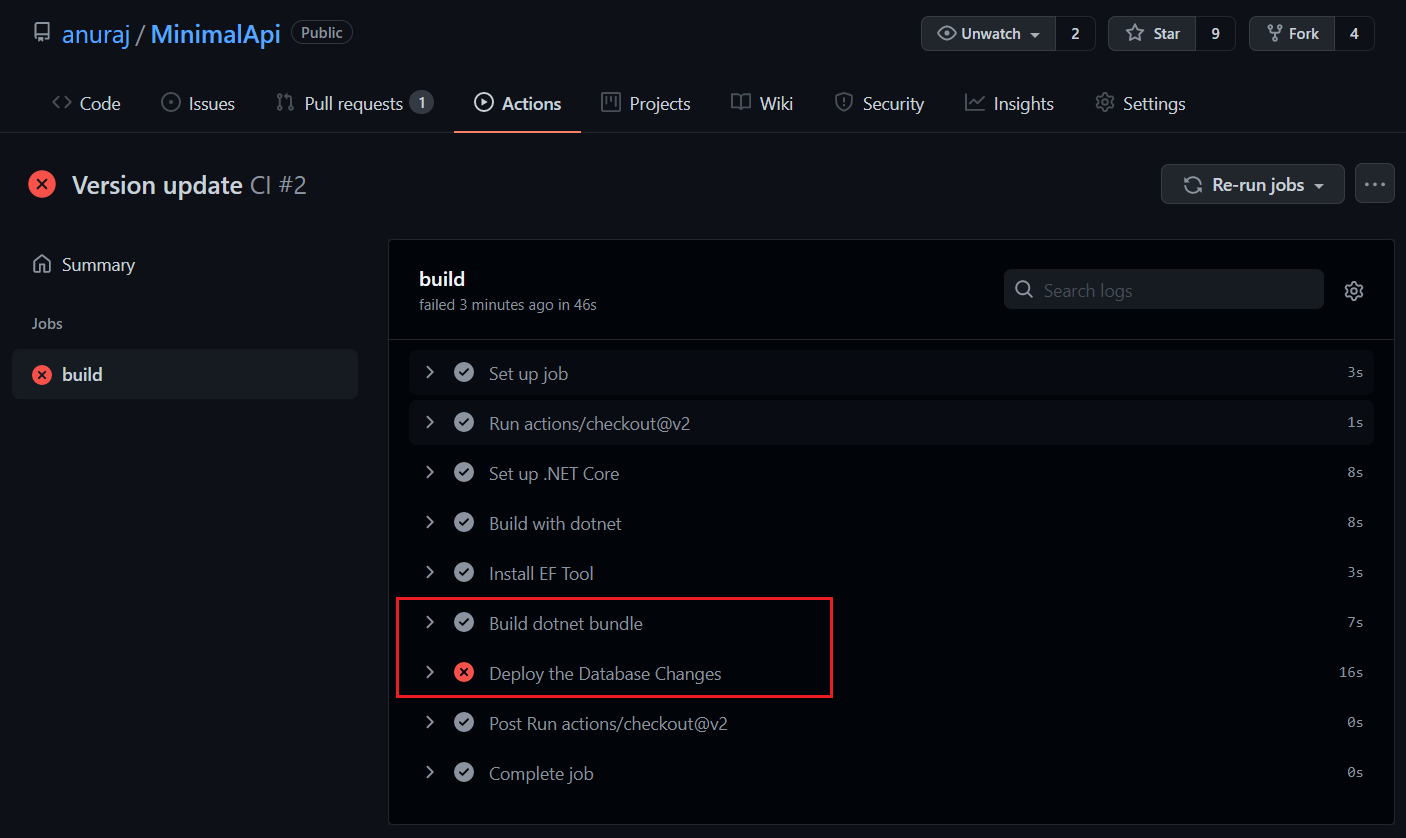 anuraj / MinimalApi Public
Unwatch 2 Star 9 Fork 4
Code Issues Pull requests 1 Actions Projects Wiki Security Insights Settings
Version update CI #2
Re-run jobs
Summary
Jobs
build
build
failed 3 minutes ago in 46s
Search logs
Set up job 3s
Run actions/checkout@v2 1s
Set up .NET Core 8s
Build with dotnet 8s
Install EF Tool 3s
Build dotnet bundle 7s
Deploy the Database Changes 16s
Post Run actions/checkout@v2 0s
Complete job 0s